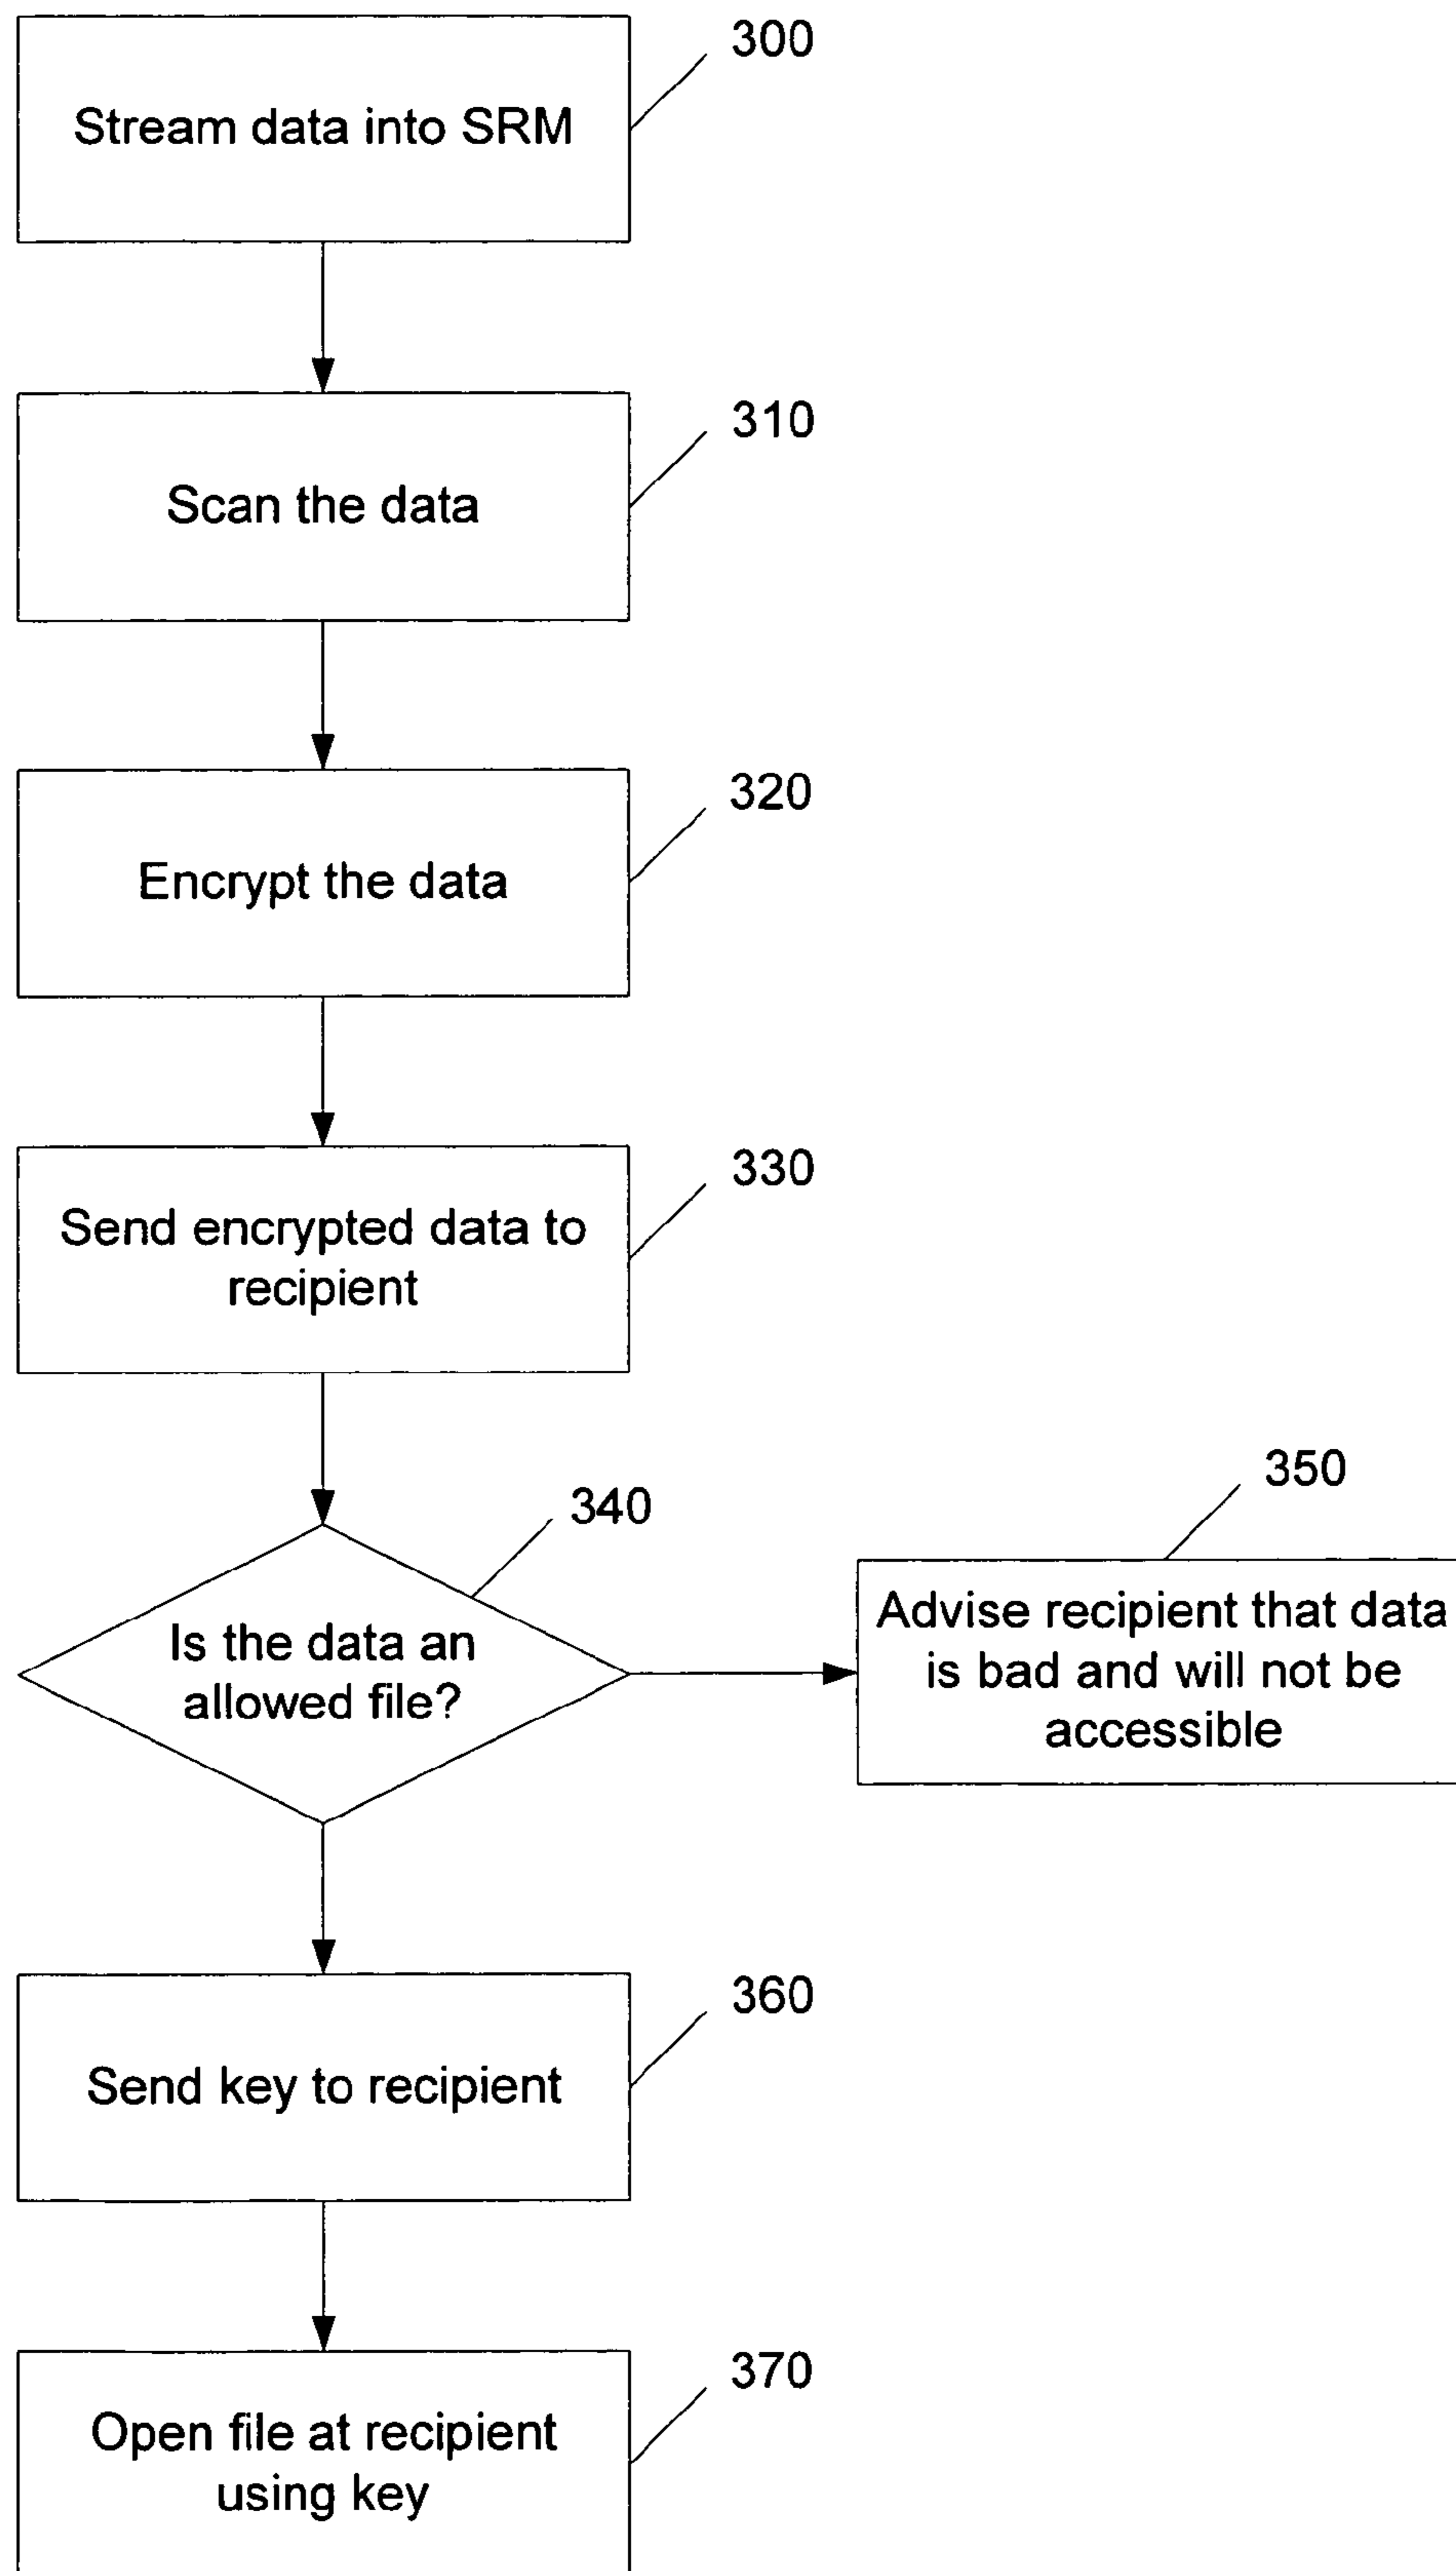 300
Stream data into SRM
310
Scan the data
320
Encrypt the data
330
Send encrypted data to
recipient
340
Is the data an
allowed file?
350
Advise recipient that data
is bad and will not be
accessible
360
Send key to recipient
370
Open file at recipient
using key